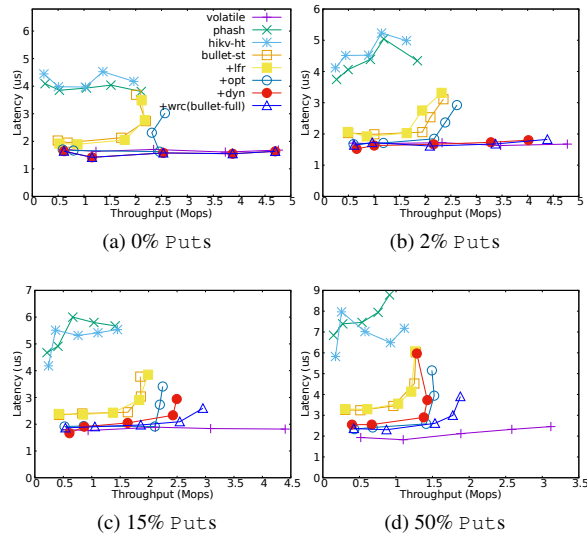 volatile
phash
hikv-ht
bullet-st
+lfr
+opt
+dyn
+wrc(bullet-full)
Latency (us)
8
7
6
5
4
3
2
1
0
0 0.5 1 1.5 2 2.5 3 3.5 4 4.5 5
Throughput (Mops)
(a) 0% Puts
Latency (us)
6
5
4
3
2
1
0
0 0.5 1 1.5 2 2.5 3 3.5 4 4.5 5
Throughput (Mops)
(b) 2% Puts
Latency (us)
7
6
5
4
3
2
1
0
0 0.5 1 1.5 2 2.5 3 3.5 4 4.5
Throughput (Mops)
(c) 15% Puts
Latency (us)
9
8
7
6
5
4
3
2
1
0
0 0.5 1 1.5 2 2.5 3 3.5
Throughput (Mops)
(d) 50% Puts